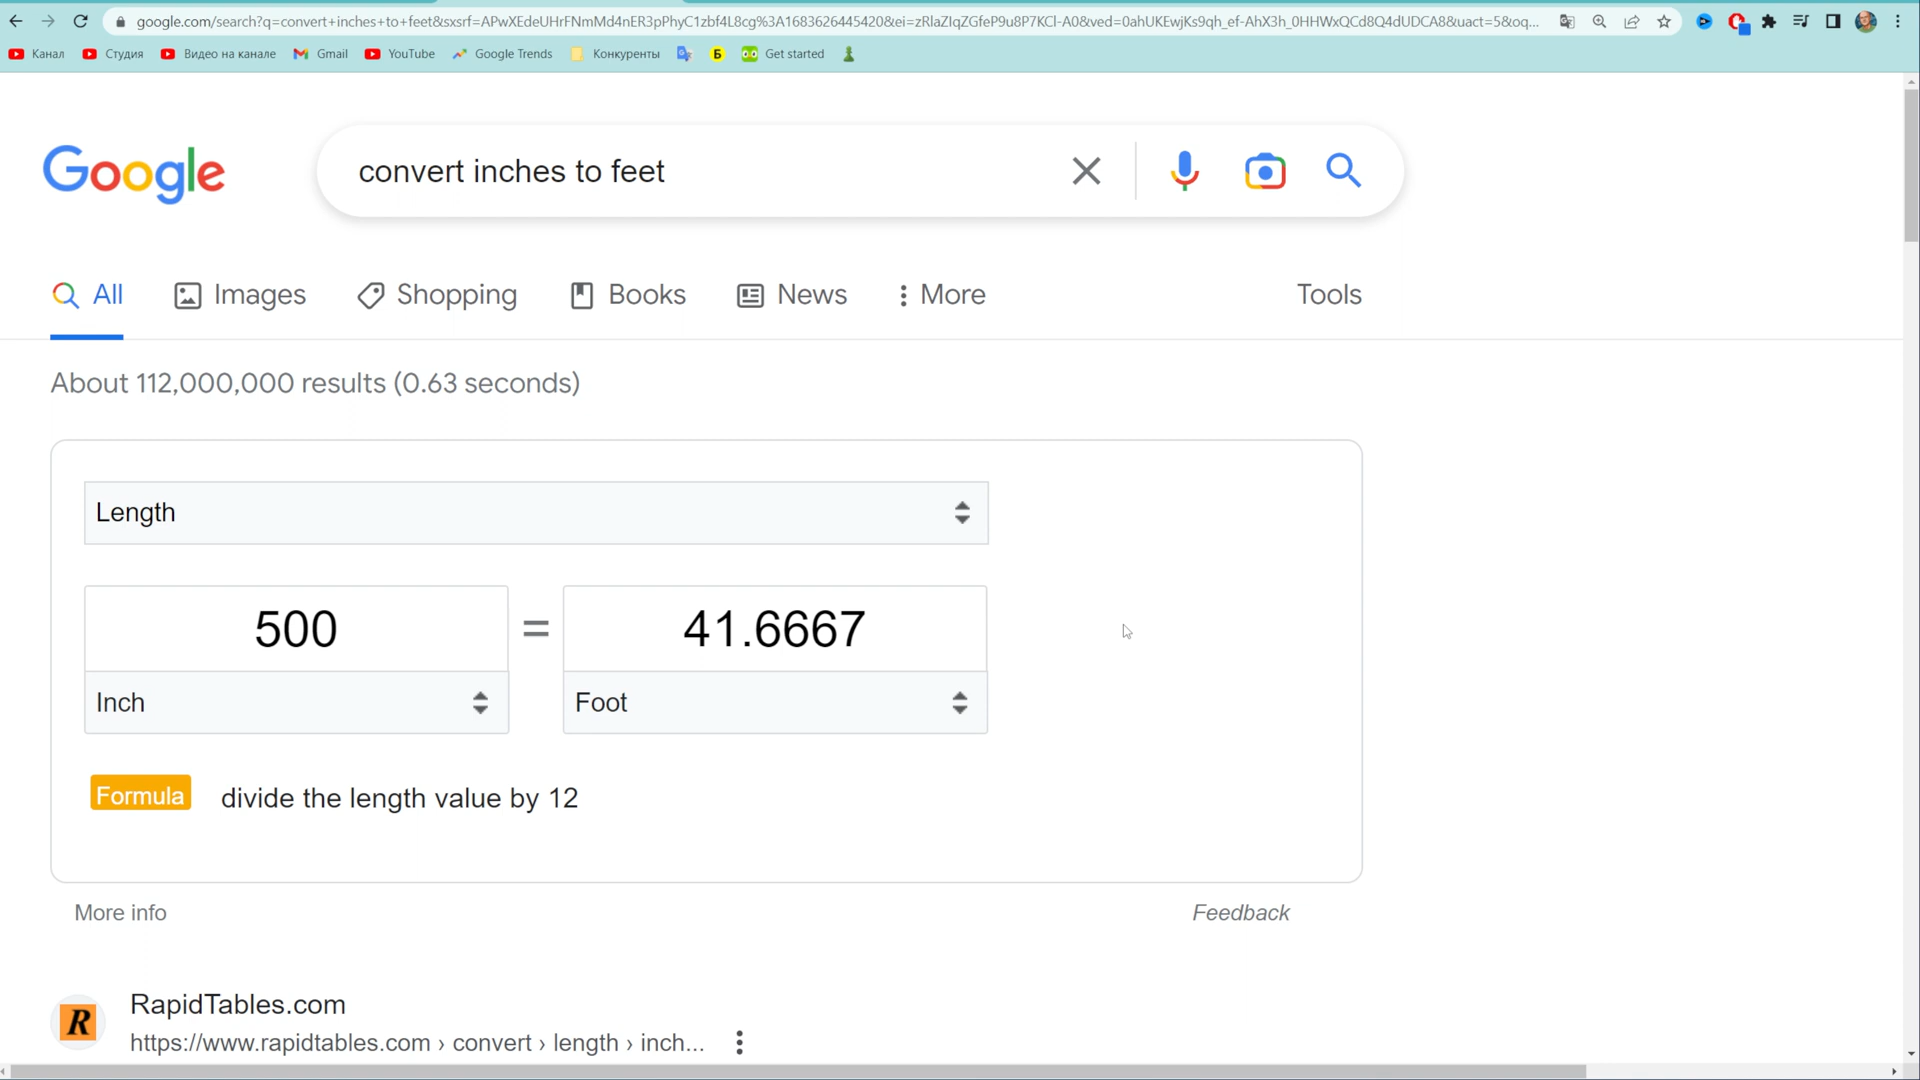 google.com/search?q=convert+inches+to+feet&sxsrf=APwXEdeUHrFNmMd4nER3pPhyC1zbf4L8cg%3A1683626445420&ei=zRlaZIqZGfeP9u8P7KCl-A0&ved=0ahUKEwjKs9qh_ef-AhX3h_0HHWxQCd8Q4dUDCA8&uact=5&oq...
Канал Студия Видео на канале Gmail YouTube Google Trends Конкуренты Б Get started
Google convert inches to feet
All Images Shopping Books News More Tools
About 112,000,000 results (0.63 seconds)
Length
500 = 41.6667
Inch Foot
Formula divide the length value by 12
More info Feedback
R RapidTables.com
https://www.rapidtables.com › convert › length › inch...